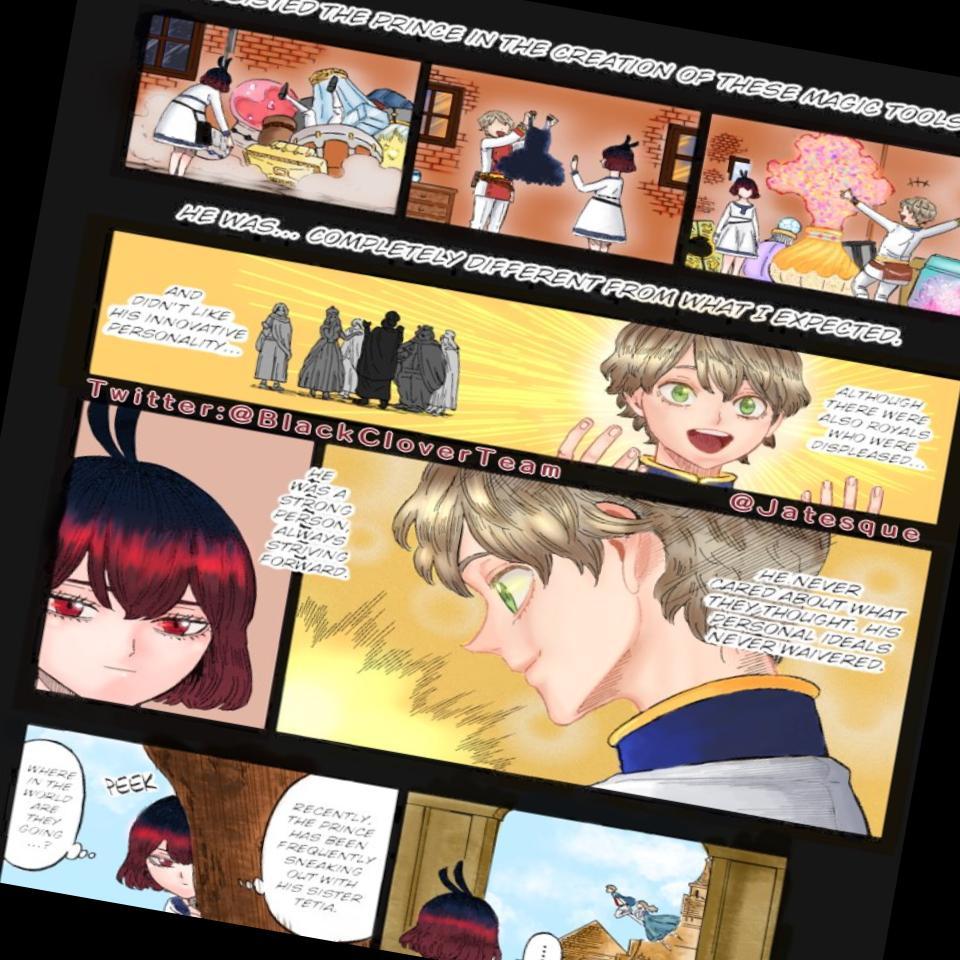 SISTED THE PRINCE IN THE CREATION OF THESE MAGIC TOOLS
HE WAS... COMPLETELY DIFFERENT FROM WHAT I EXPECTED.
ALTHOUGH
THERE WERE
ALSO ROYALS
WHO WERE
DISPLEASED...
AND
DIDN'T LIKE
HIS INNOVATIVE
PERSONALITY...
Twitter:@BlackCloverTeam
@Jatesque
HE NEVER
CARED ABOUT WHAT
THEY THOUGHT. HIS
PERSONAL IDEALS
NEVER WAIVERED.
HE
WAS A
STRONG
PERSON,
ALWAYS
STRIVING
FORWARD.
RECENTLY,
THE PRINCE
HAS BEEN
FREQUENTLY
SNEAKING
OUT WITH
HIS SISTER
TETIA.
PEEK
WHERE
IN THE
WORLD
ARE
THEY
GOING
...?
...